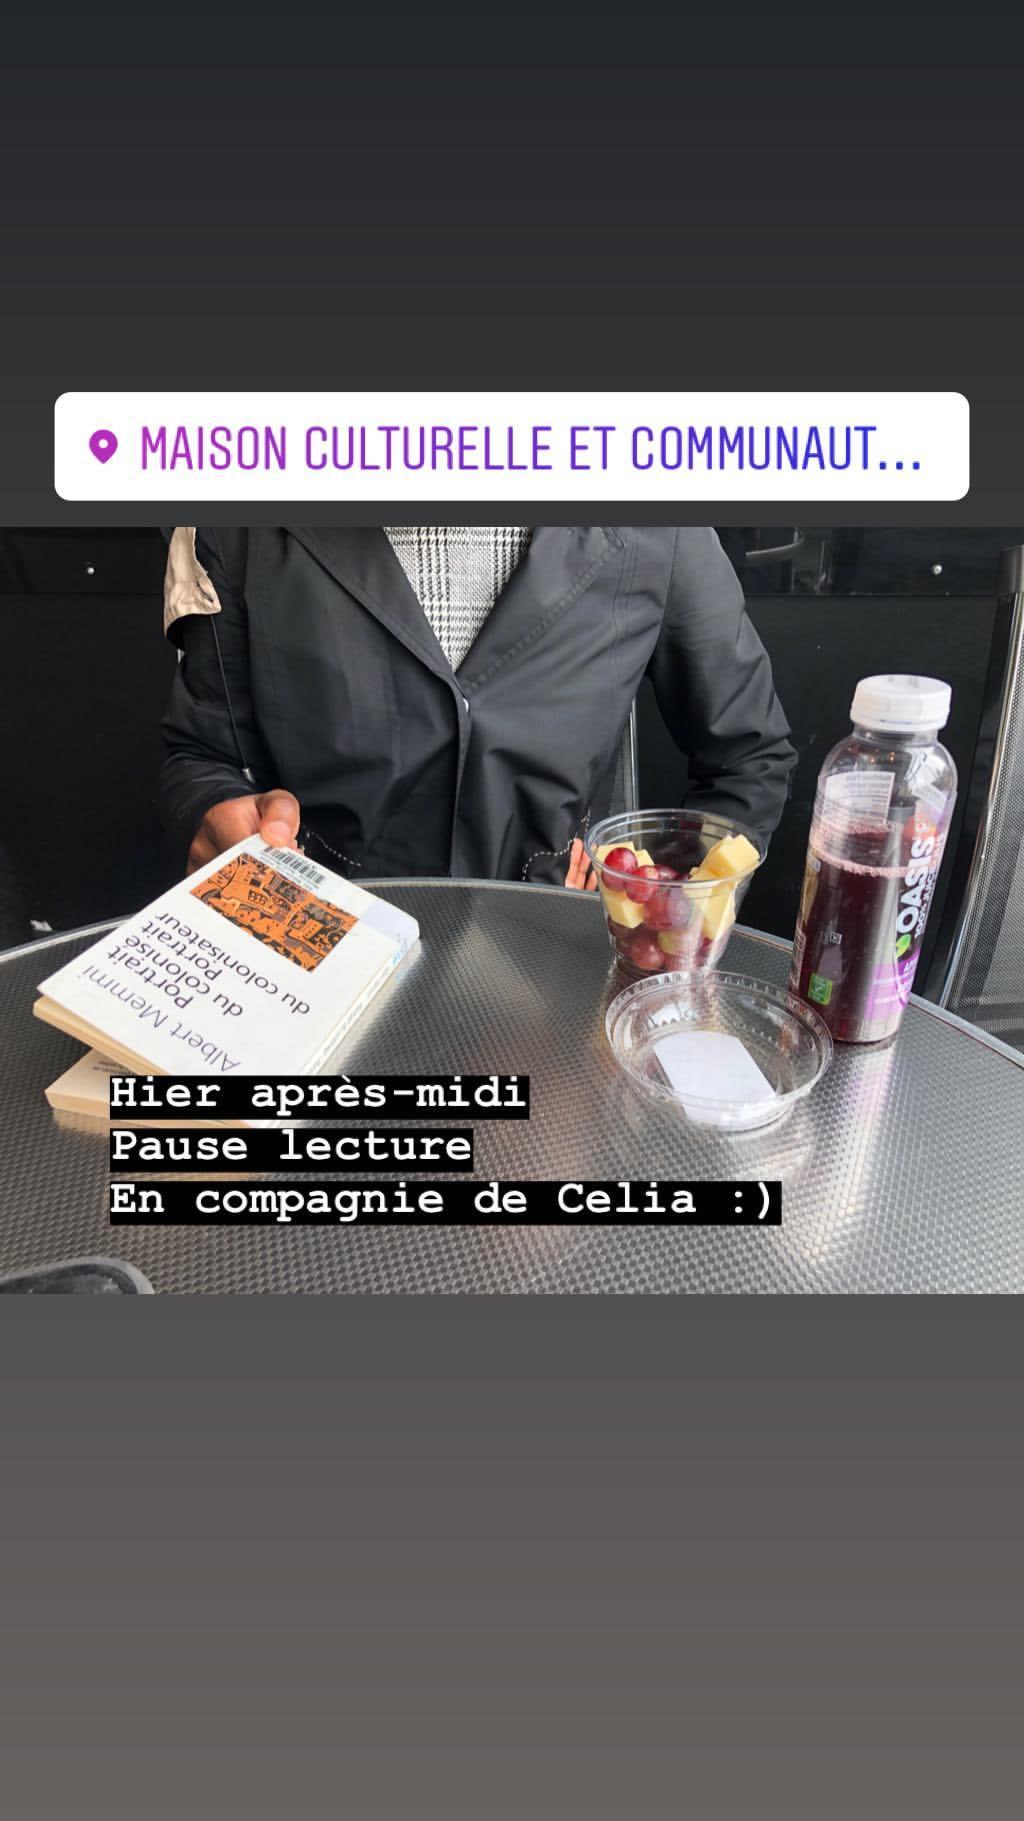 MAISON CULTURELLE ET COMMUNAUT...
Albert Memmi
Portrait
du colonisé
Portrait
du colonisateur
OASIS
Hier après-midi
Pause lecture
En compagnie de Celia :)